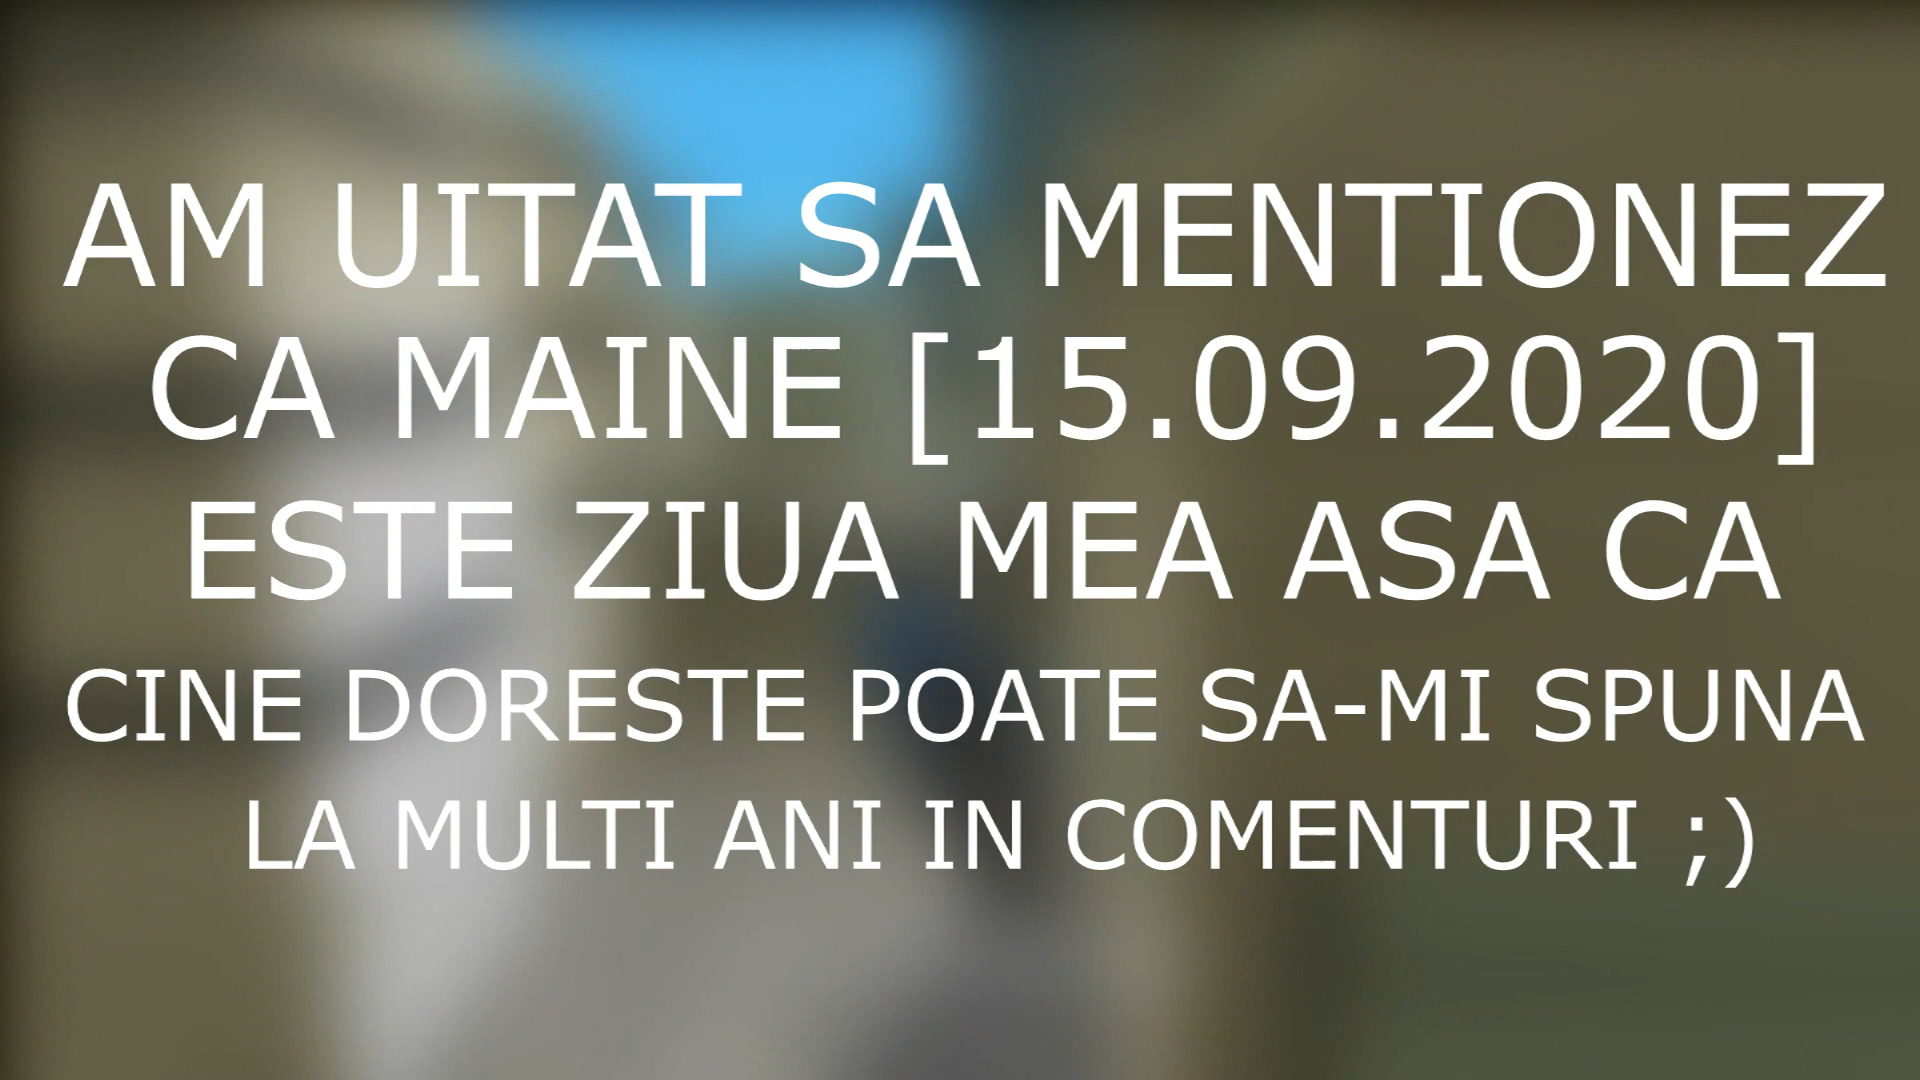 AM UITAT SA MENTIONEZ
CA MAINE [15.09.2020]
ESTE ZIUA MEA ASA CA
CINE DORESTE POATE SA-MI SPUNA
LA MULTI ANI IN COMENTURI ;)